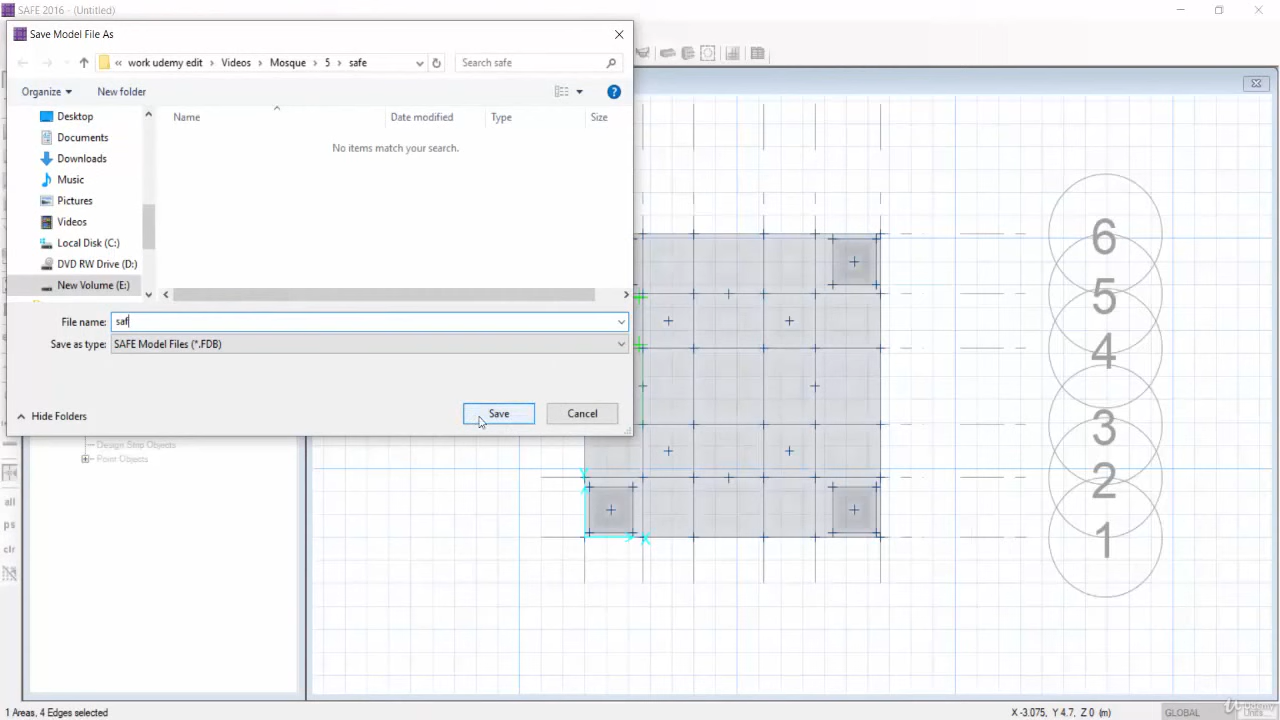 SAFE 2016 - (Untitled)
Save Model File As
« work udemy edit > Videos > Mosque > 5 > safe
Search safe
Organize
New folder
Desktop
Documents
Downloads
Music
Pictures
Videos
Local Disk (C:)
DVD RW Drive (D:)
New Volume (E:)
Name
Date modified
Type
Size
No items match your search.
File name:
saf
Save as type:
SAFE Model Files (*.FDB)
Hide Folders
Save
Cancel
Design Strip Objects
Point Objects
all
ps
clr
6
5
4
3
2
1
Y
X
1 Areas, 4 Edges selected
X -3.075, Y 4.7, Z 0 (m)
GLOBAL
Units...